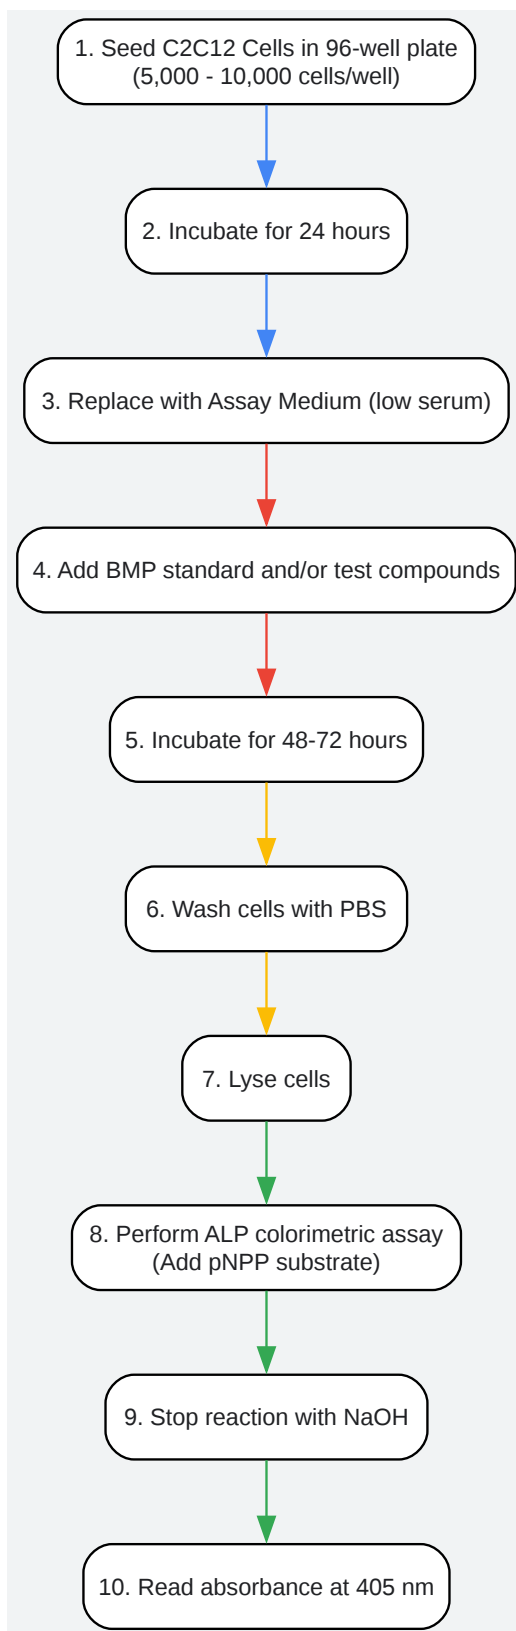 1. Seed C2C12 Cells in 96-well plate
(5,000 - 10,000 cells/well)
2. Incubate for 24 hours
3. Replace with Assay Medium (low serum)
4. Add BMP standard and/or test compounds
5. Incubate for 48-72 hours
6. Wash cells with PBS
7. Lyse cells
8. Perform ALP colorimetric assay
(Add pNPP substrate)
9. Stop reaction with NaOH
10. Read absorbance at 405 nm